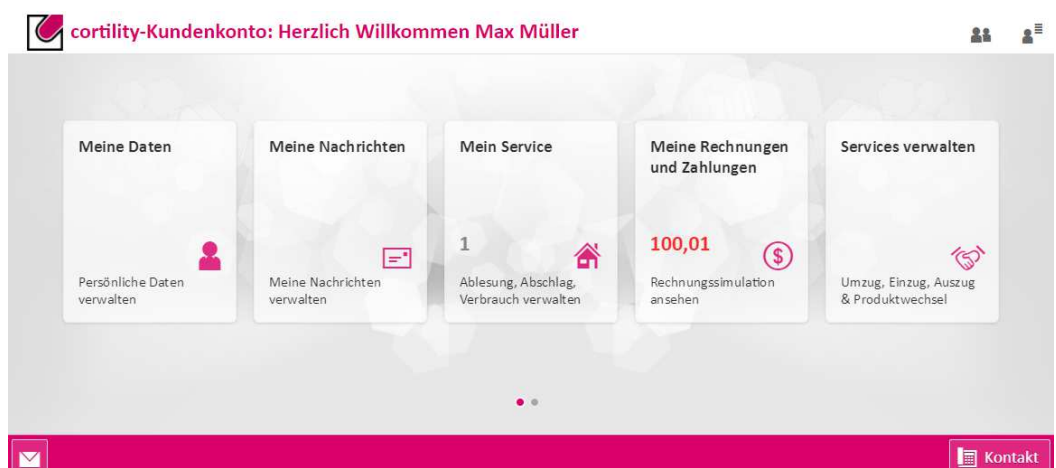 cortility-Kundenkonto: Herzlich Willkommen Max Müller
Meine Daten
Persönliche Daten
verwalten
Meine Nachrichten
Meine Nachrichten
verwalten
Mein Service
1
Ablesung, Abschlag,
Verbrauch verwalten
Meine Rechnungen
und Zahlungen
100,01
$
Rechnungssimulation
ansehen
Services verwalten
Umzug, Einzug, Auszug
& Produktwechsel
Kontakt